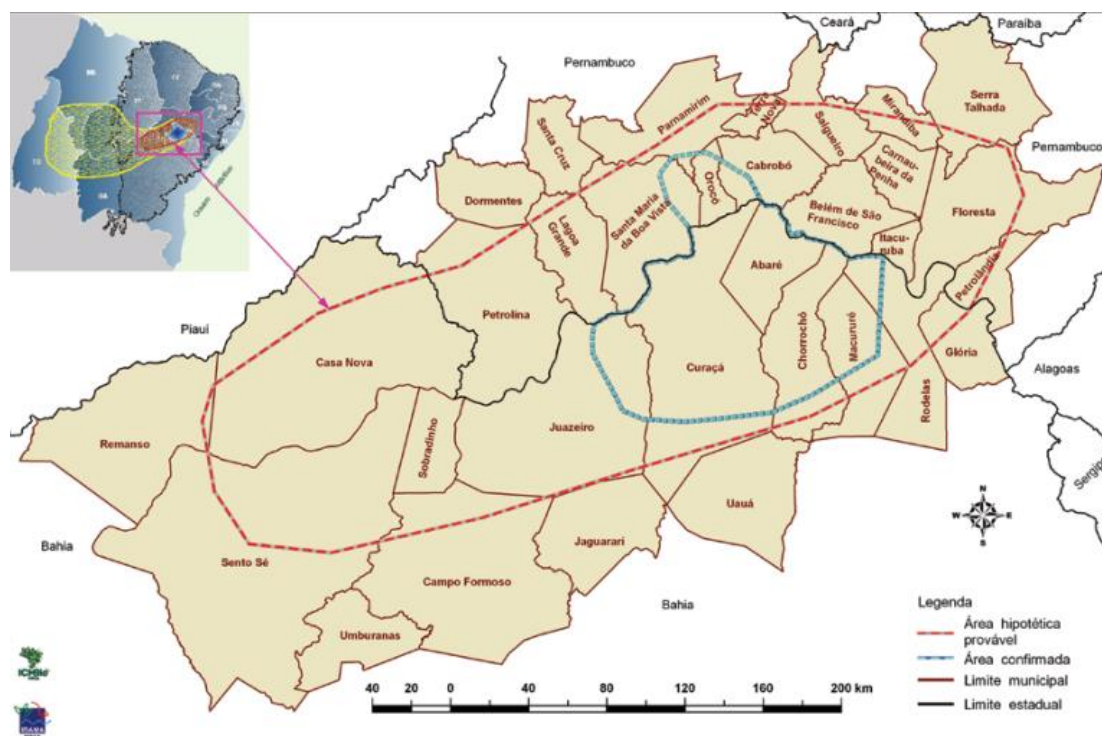 Ceará
Paraiba
Pernambuco
Serra
Talhada
Parnamirim
Terra
Nova
Salgueiro
Mirandiba
Santa Cruz
Pernambuco
Cabrobó
Carnau-
beira da
Penha
Orocó
Dormentes
Lagoa
Grande
Santa Maria
da Boa Vista
Belém de São
Francisco
Floresta
Itacu-
ruba
Abaré
Petrolândia
Petrolina
Piauí
Casa Nova
Curaçá
Chorrochó
Macururé
Glória
Alagoas
Rodelas
Remanso
Sobradinho
Juazeiro
Sergipe
Uauá
N
W
E
S
Bahia
Sento Sé
Jaguarari
Campo Formoso
Bahia
Umburanas
Legenda
Área hipotética
provável
Área confirmada
Limite municipal
Limite estadual
40 20 0 40 80 120 160 200 km
ICMBio